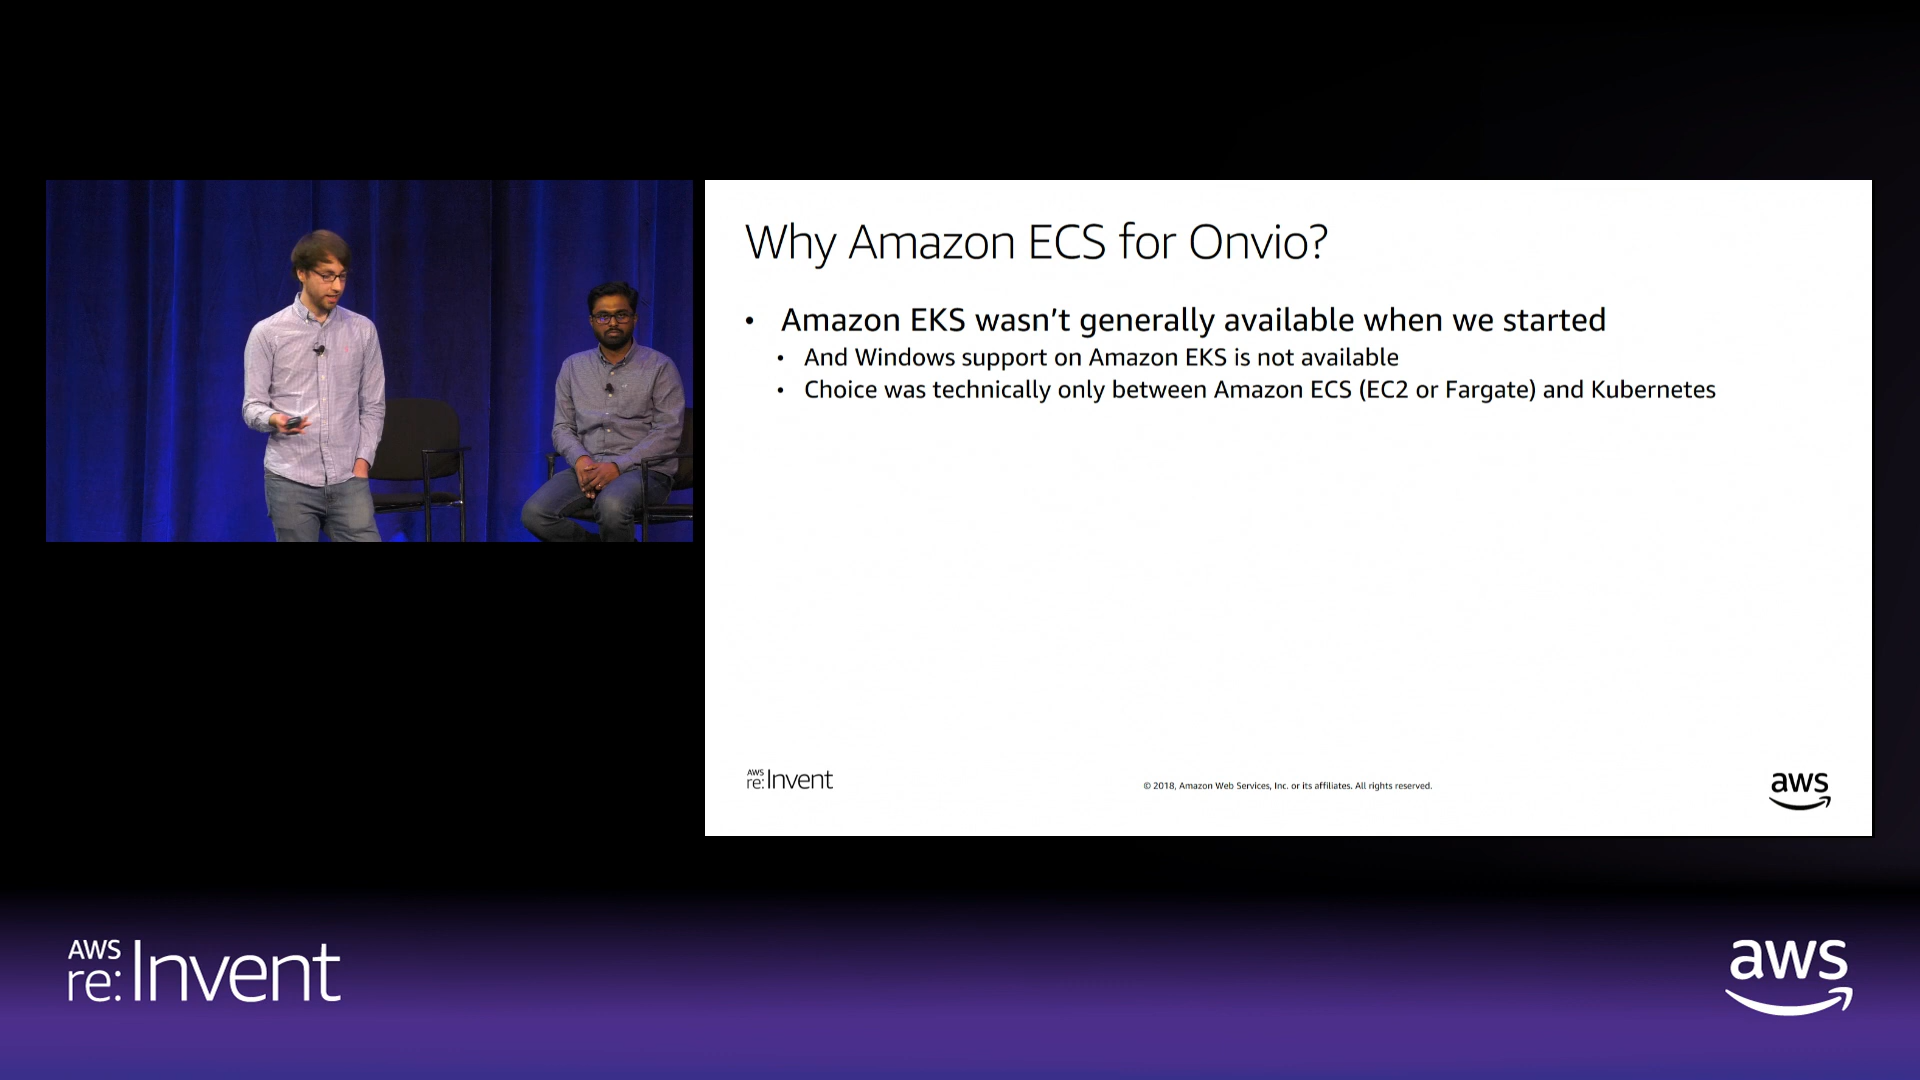 Why Amazon ECS for Onvio?
• Amazon EKS wasn't generally available when we started
• And Windows support on Amazon EKS is not available
• Choice was technically only between Amazon ECS (EC2 or Fargate) and Kubernetes
AWS
re:Invent
© 2018, Amazon Web Services, Inc. or its affiliates. All rights reserved.
aws
AWS
re:Invent
aws